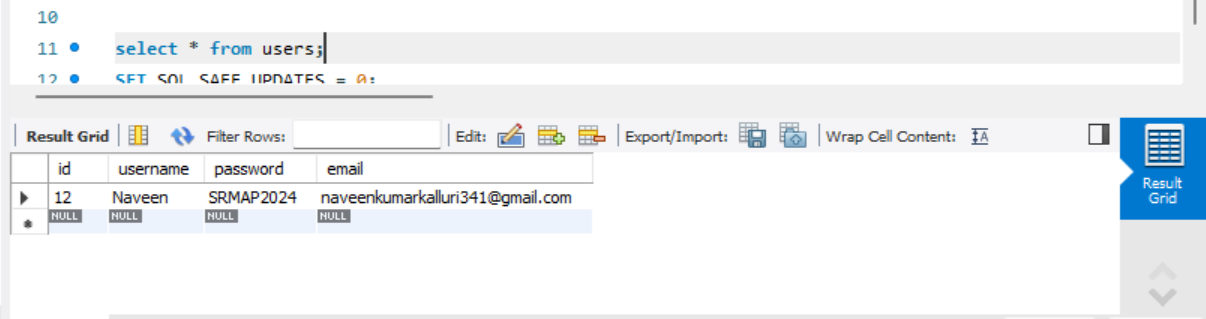 10
11 select * from users;
12 SET SQL_SAFE_UPDATES = 0;
Result Grid Filter Rows: Edit: Export/Import: Wrap Cell Content: IA
id username password email
12 Naveen SRMAP2024 naveenkumarkalluri341@gmail.com
NULL NULL NULL NULL
Result
Grid